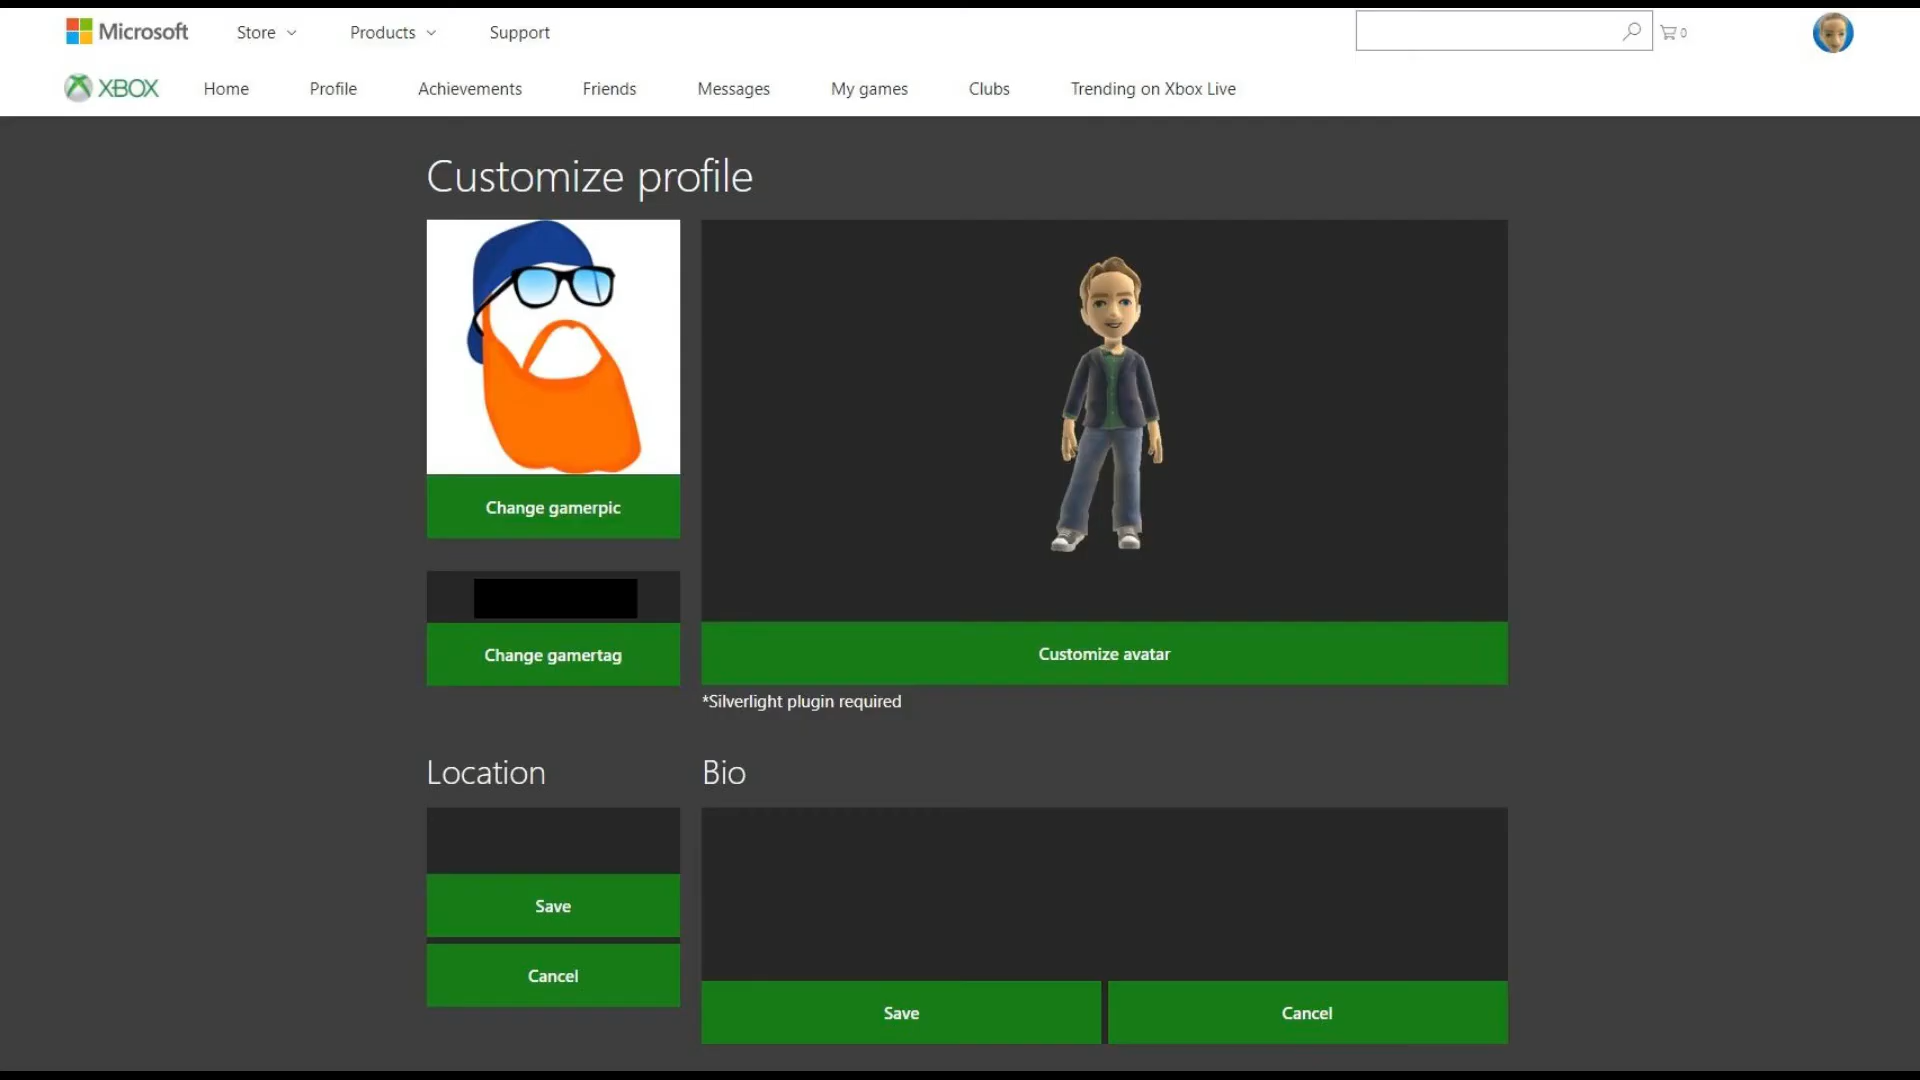 Microsoft
Store
Products
Support
0
XBOX
Home
Profile
Achievements
Friends
Messages
My games
Clubs
Trending on Xbox Live
Customize profile
Change gamerpic
Change gamertag
Customize avatar
*Silverlight plugin required
Location
Save
Cancel
Bio
Save
Cancel